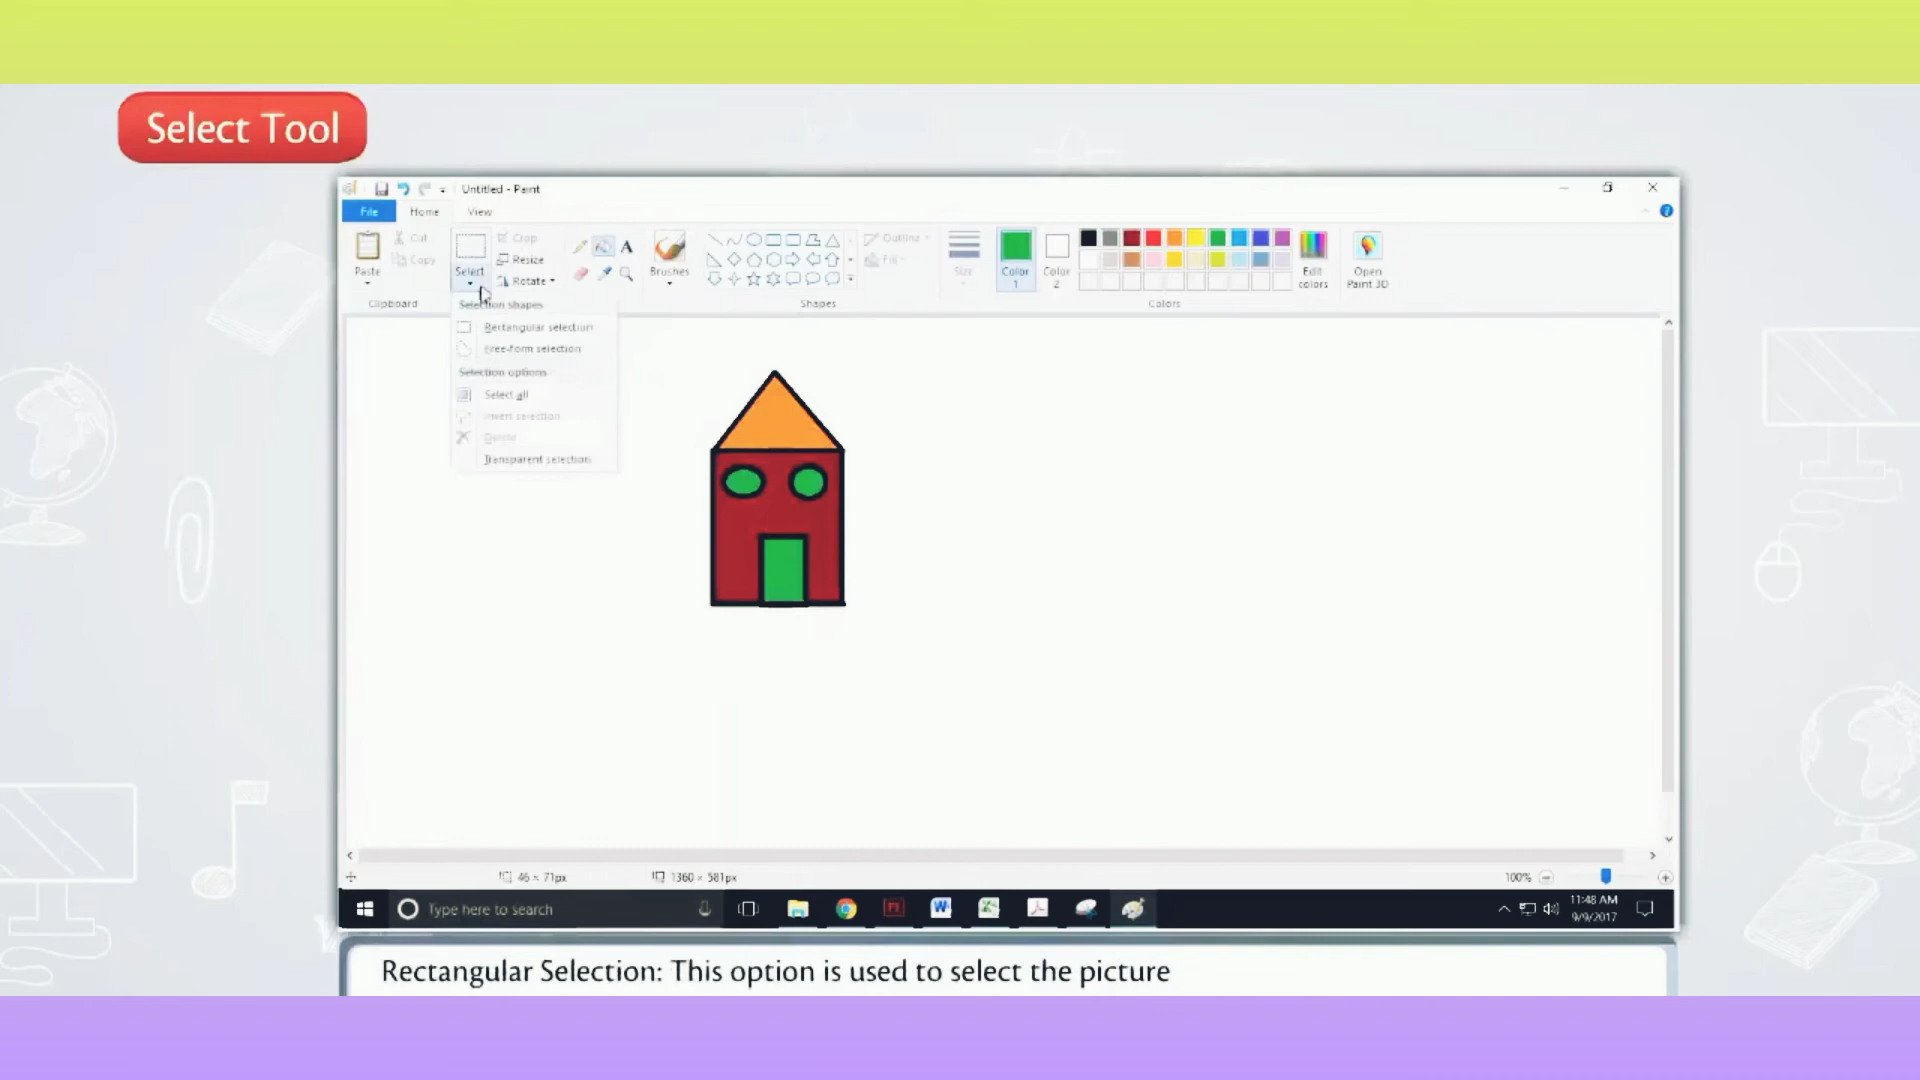 Select Tool
Untitled - Paint
File Home View
Cut
Copy
Paste
Clipboard
Select
Crop
Resize
Rotate
A
Brushes
Shapes
Outline
Fill
Size
Color 1
Color 2
Colors
Edit colors
Open Paint 3D
Selection shapes
Rectangular selection
Free-form selection
Selection options
Select all
Invert selection
Delete
Transparent selection
46 × 71px
1360 × 581px
100%
Type here to search
11:48 AM
9/9/2017
Rectangular Selection: This option is used to select the picture